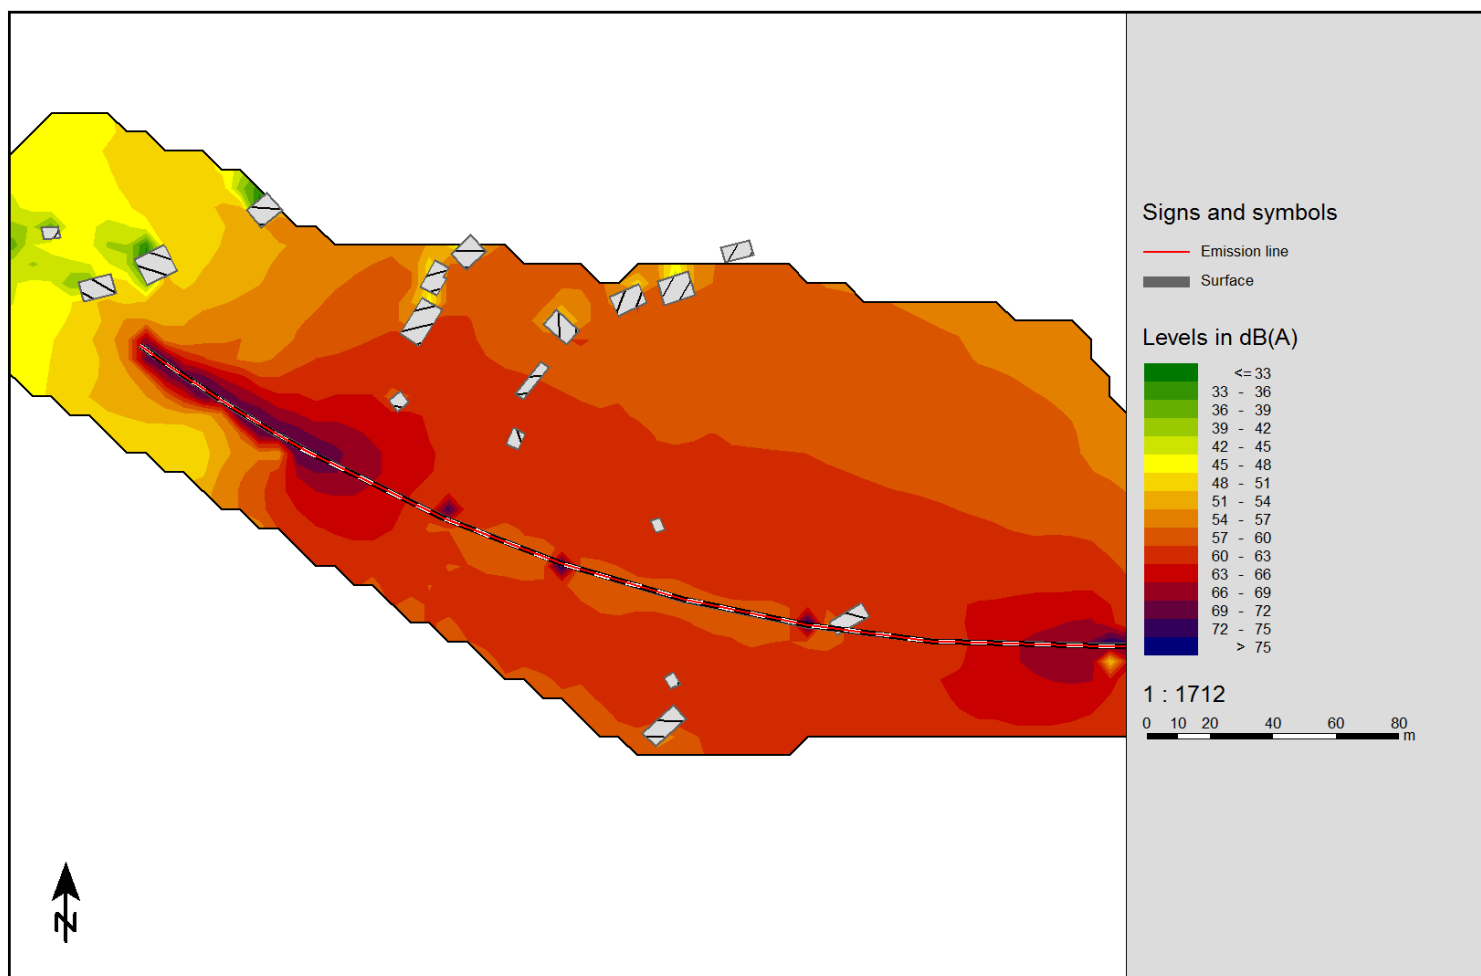 Signs and symbols
Emission line
Surface
Levels in dB(A)
<= 33
33 - 36
36 - 39
39 - 42
42 - 45
45 - 48
48 - 51
51 - 54
54 - 57
57 - 60
60 - 63
63 - 66
66 - 69
69 - 72
72 - 75
> 75
1 : 1712
0 10 20 40 60 80
m
N